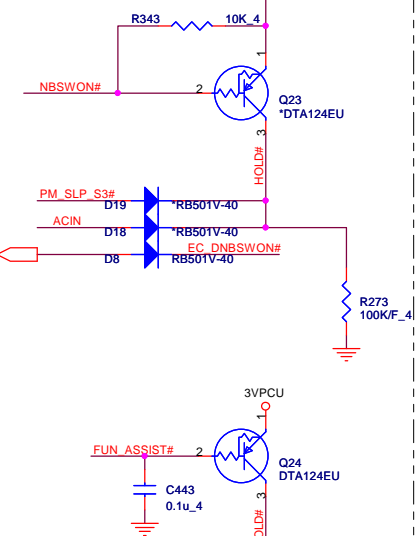 R343 10K_4
1
NBSWON# 2
Q23
*DTA124EU
3
HOLD#
PM_SLP_S3#
D19 *RB501V-40
ACIN
D18 *RB501V-40
EC_DNBSWON#
D8 RB501V-40
R273
100K/F_4
3VPCU
1
FUN_ASSIST# 2
Q24
DTA124EU
C443
0.1u_4
3